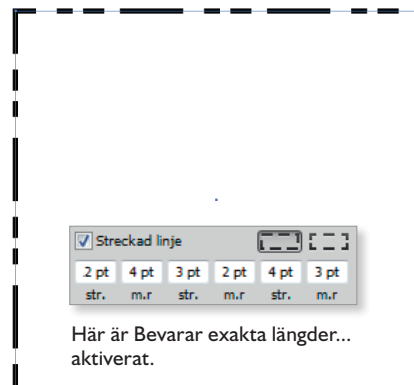 Streckad linje
2 pt 4 pt 3 pt 2 pt 4 pt 3 pt
str. m.r str. m.r str. m.r
Här är Bevarar exakta längder...
aktiverat.